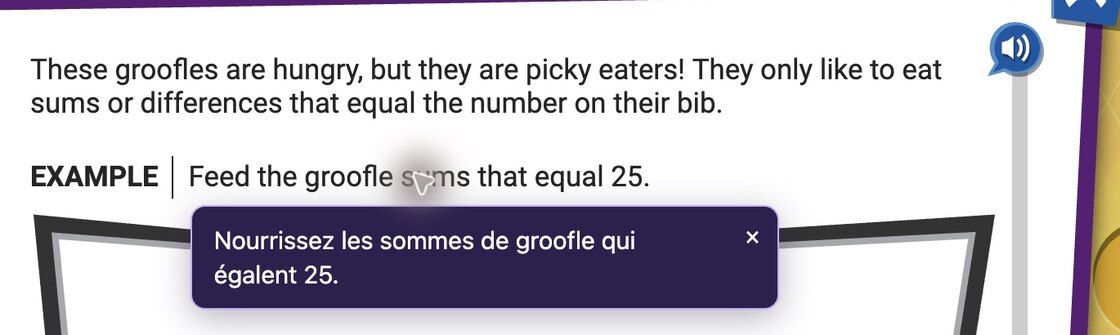 These groofles are hungry, but they are picky eaters! They only like to eat
sums or differences that equal the number on their bib.
EXAMPLE | Feed the groofle sums that equal 25.
Nourrissez les sommes de groofle qui
égalent 25.
×